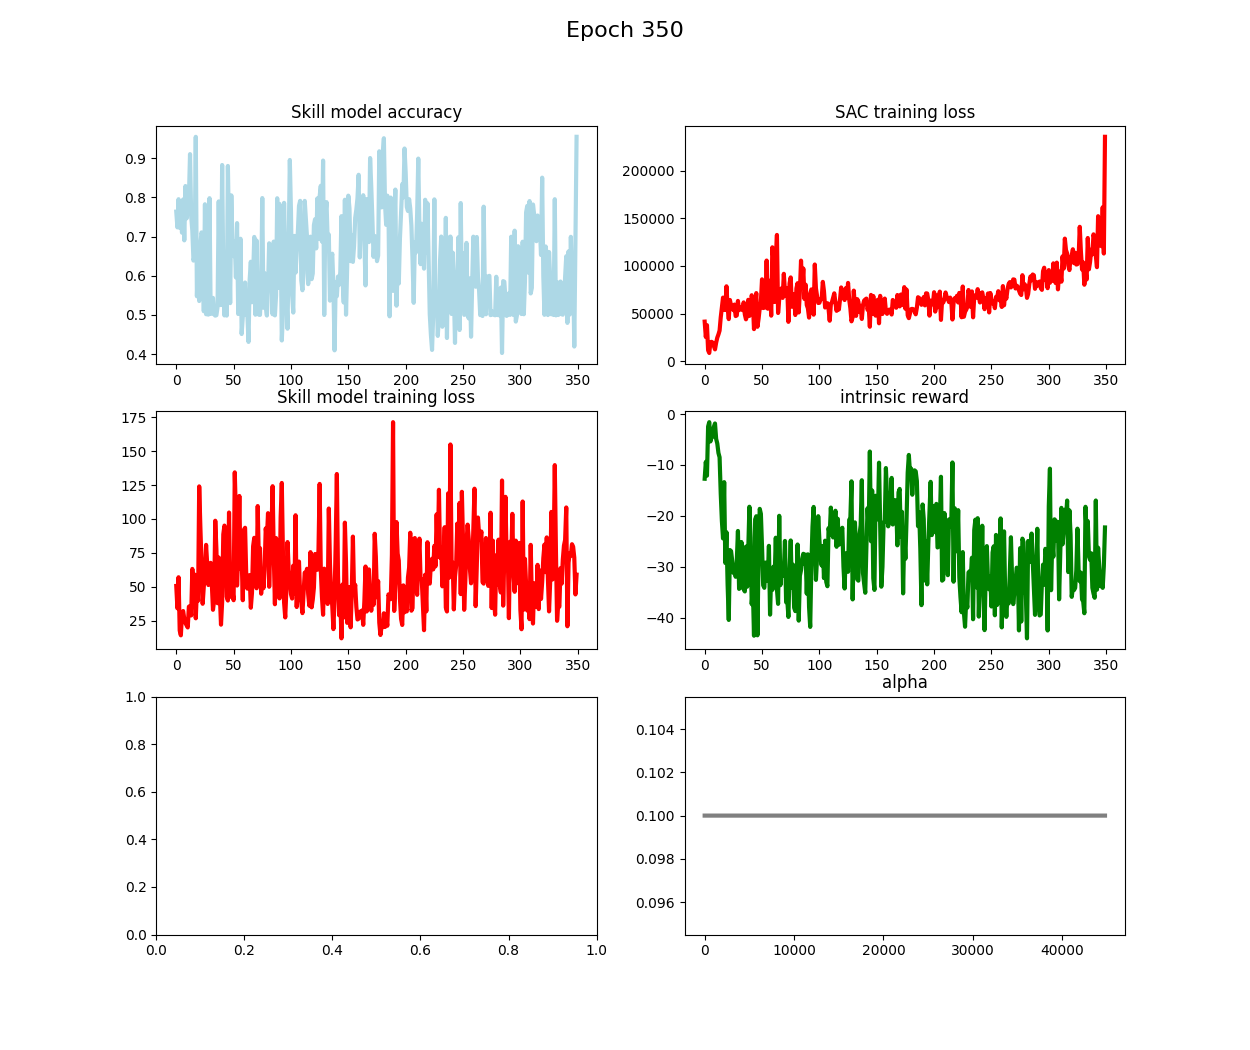 Epoch 350
Skill model accuracy
0.9
0.8
0.7
0.6
0.5
0.4
0 50 100 150 200 250 300 350
SAC training loss
200000
150000
100000
50000
0
0 50 100 150 200 250 300 350
Skill model training loss
175
150
125
100
75
50
25
0 50 100 150 200 250 300 350
intrinsic reward
0
−10
−20
−30
−40
0 50 100 150 200 250 300 350
1.0
0.8
0.6
0.4
0.2
0.0
0.0 0.2 0.4 0.6 0.8 1.0
alpha
0.104
0.102
0.100
0.098
0.096
0 10000 20000 30000 40000